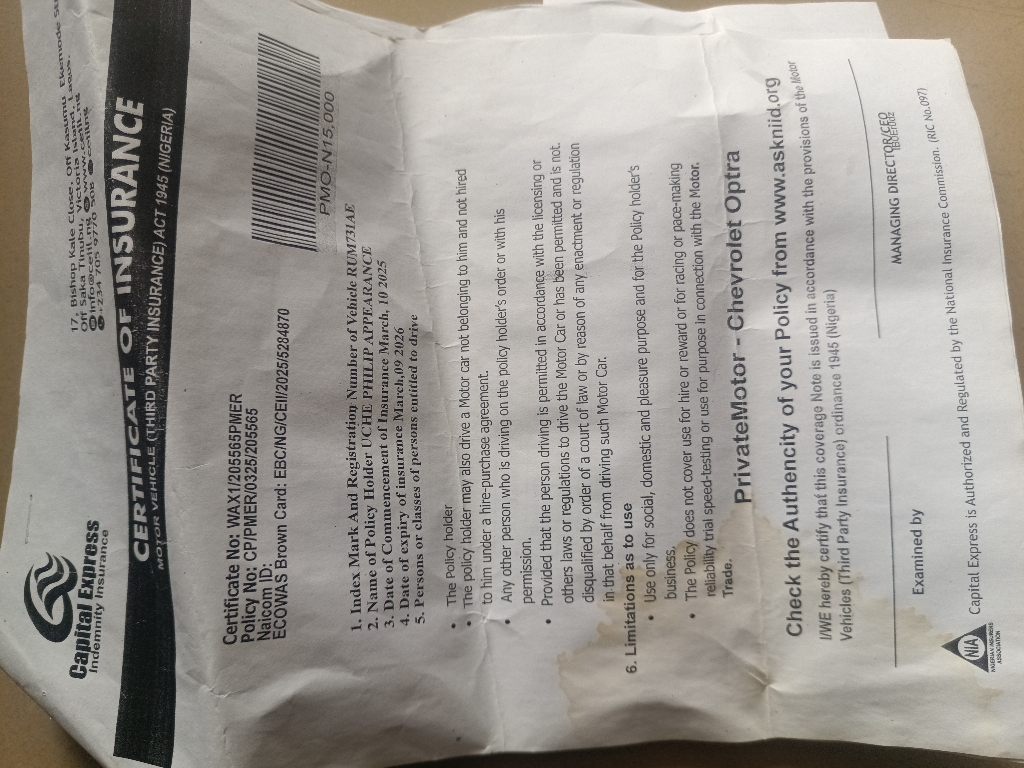 Capital Express
Indemnity Insurance
17, Bishop Kale Close, Off Kasumu Ekemode
Off Saka Tinubu, Victoria Island, Lagos.
CERTIFICATE OF INSURANCE
MOTOR VEHICLE (THIRD PARTY INSURANCE) ACT 1945 (NIGERIA)
Certificate No: WAX1/205565PMER
Policy No: CP/PMER/0325/205565
Naicom ID:
ECOWAS Brown Card: EBC/NG/CEII/2025/5284870
PMO-N15,000
1. Index Mark And Registration Number of Vehicle RUM731AE
2. Name of Policy Holder UCHE PHILIP APPEARANCE
3. Date of Commencement of Insurance March, 10 2025
4. Date of expiry of insurance March,09 2026
5. Persons or classes of persons entitled to drive
• The Policy holder
• The policy holder may also drive a Motor car not belonging to him and not hired
to him under a hire-purchase agreement.
• Any other person who is driving on the policy holder's order or with his
permission.
• Provided that the person driving is permitted in accordance with the licensing or
others laws or regulations to drive the Motor Car or has been permitted and is not.
disqualified by order of a court of law or by reason of any enactment or regulation
in that behalf from driving such Motor Car.
6. Limitations as to use
• Use only for social, domestic and pleasure purpose and for the Policy holder's
business.
• The Policy does not cover use for hire or reward or for racing or pace-making
reliability trial speed-testing or use for purpose in connection with the Motor.
Trade.
PrivateMotor - Chevrolet Optra
Check the Authencity of your Policy from www.askniid.org
I/WE hereby certify that this coverage Note is issued in accordance with the provisions of the Motor
Vehicles (Third Party Insurance) ordinance 1945 (Nigeria)
Examined by
MANAGING DIRECTOR/CEO
NIA
NIGERIAN INSURERS
ASSOCIATION
Capital Express is Authorized and Regulated by the National Insurance Commission. (RIC No.097)